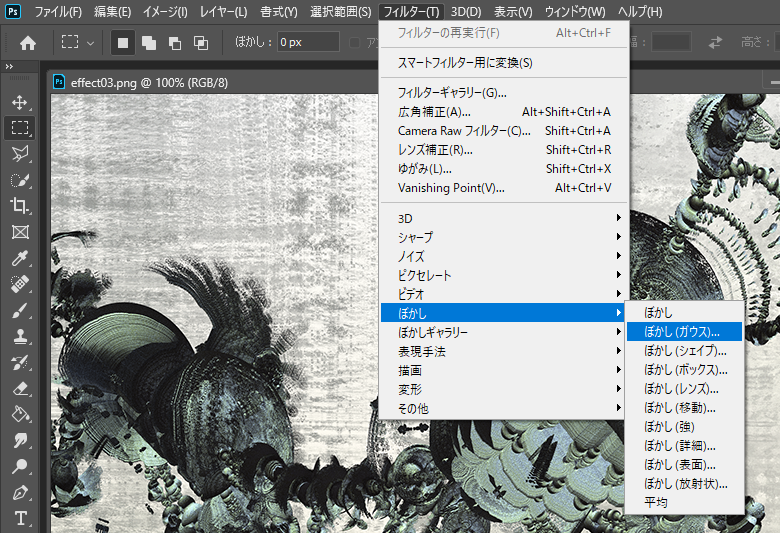 Ps ファイル(F) 編集(E) イメージ(I) レイヤー(L) 書式(Y) 選択範囲(S) フィルター(T) 3D(D) 表示(V) ウィンドウ(W) ヘルプ(H)
ぼかし: 0 px 高さ:
Ps effect03.png @ 100% (RGB/8)
フィルターの再実行(F) Alt+Ctrl+F
スマートフィルター用に変換(S)
フィルターギャラリー(G)...
広角補正(A)... Alt+Shift+Ctrl+A
Camera Raw フィルター(C)... Shift+Ctrl+A
レンズ補正(R)... Shift+Ctrl+R
ゆがみ(L)... Shift+Ctrl+X
Vanishing Point(V)... Alt+Ctrl+V
3D
シャープ
ノイズ
ピクセレート
ビデオ
ぼかし
ぼかしギャラリー
表現手法
描画
変形
その他
ぼかし
ぼかし (ガウス)...
ぼかし (シェイプ)...
ぼかし (ボックス)...
ぼかし (レンズ)...
ぼかし (移動)...
ぼかし (強)
ぼかし (詳細)...
ぼかし (表面)...
ぼかし (放射状)...
平均